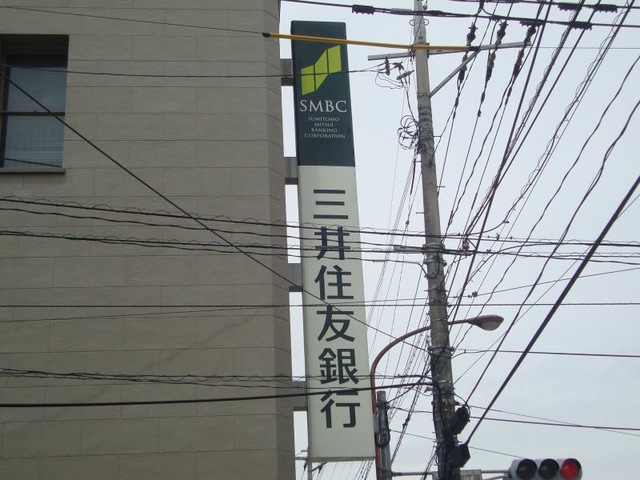 SMBC
SUMITOMO
MITSUI
BANKING
CORPORATION
三井住友銀行